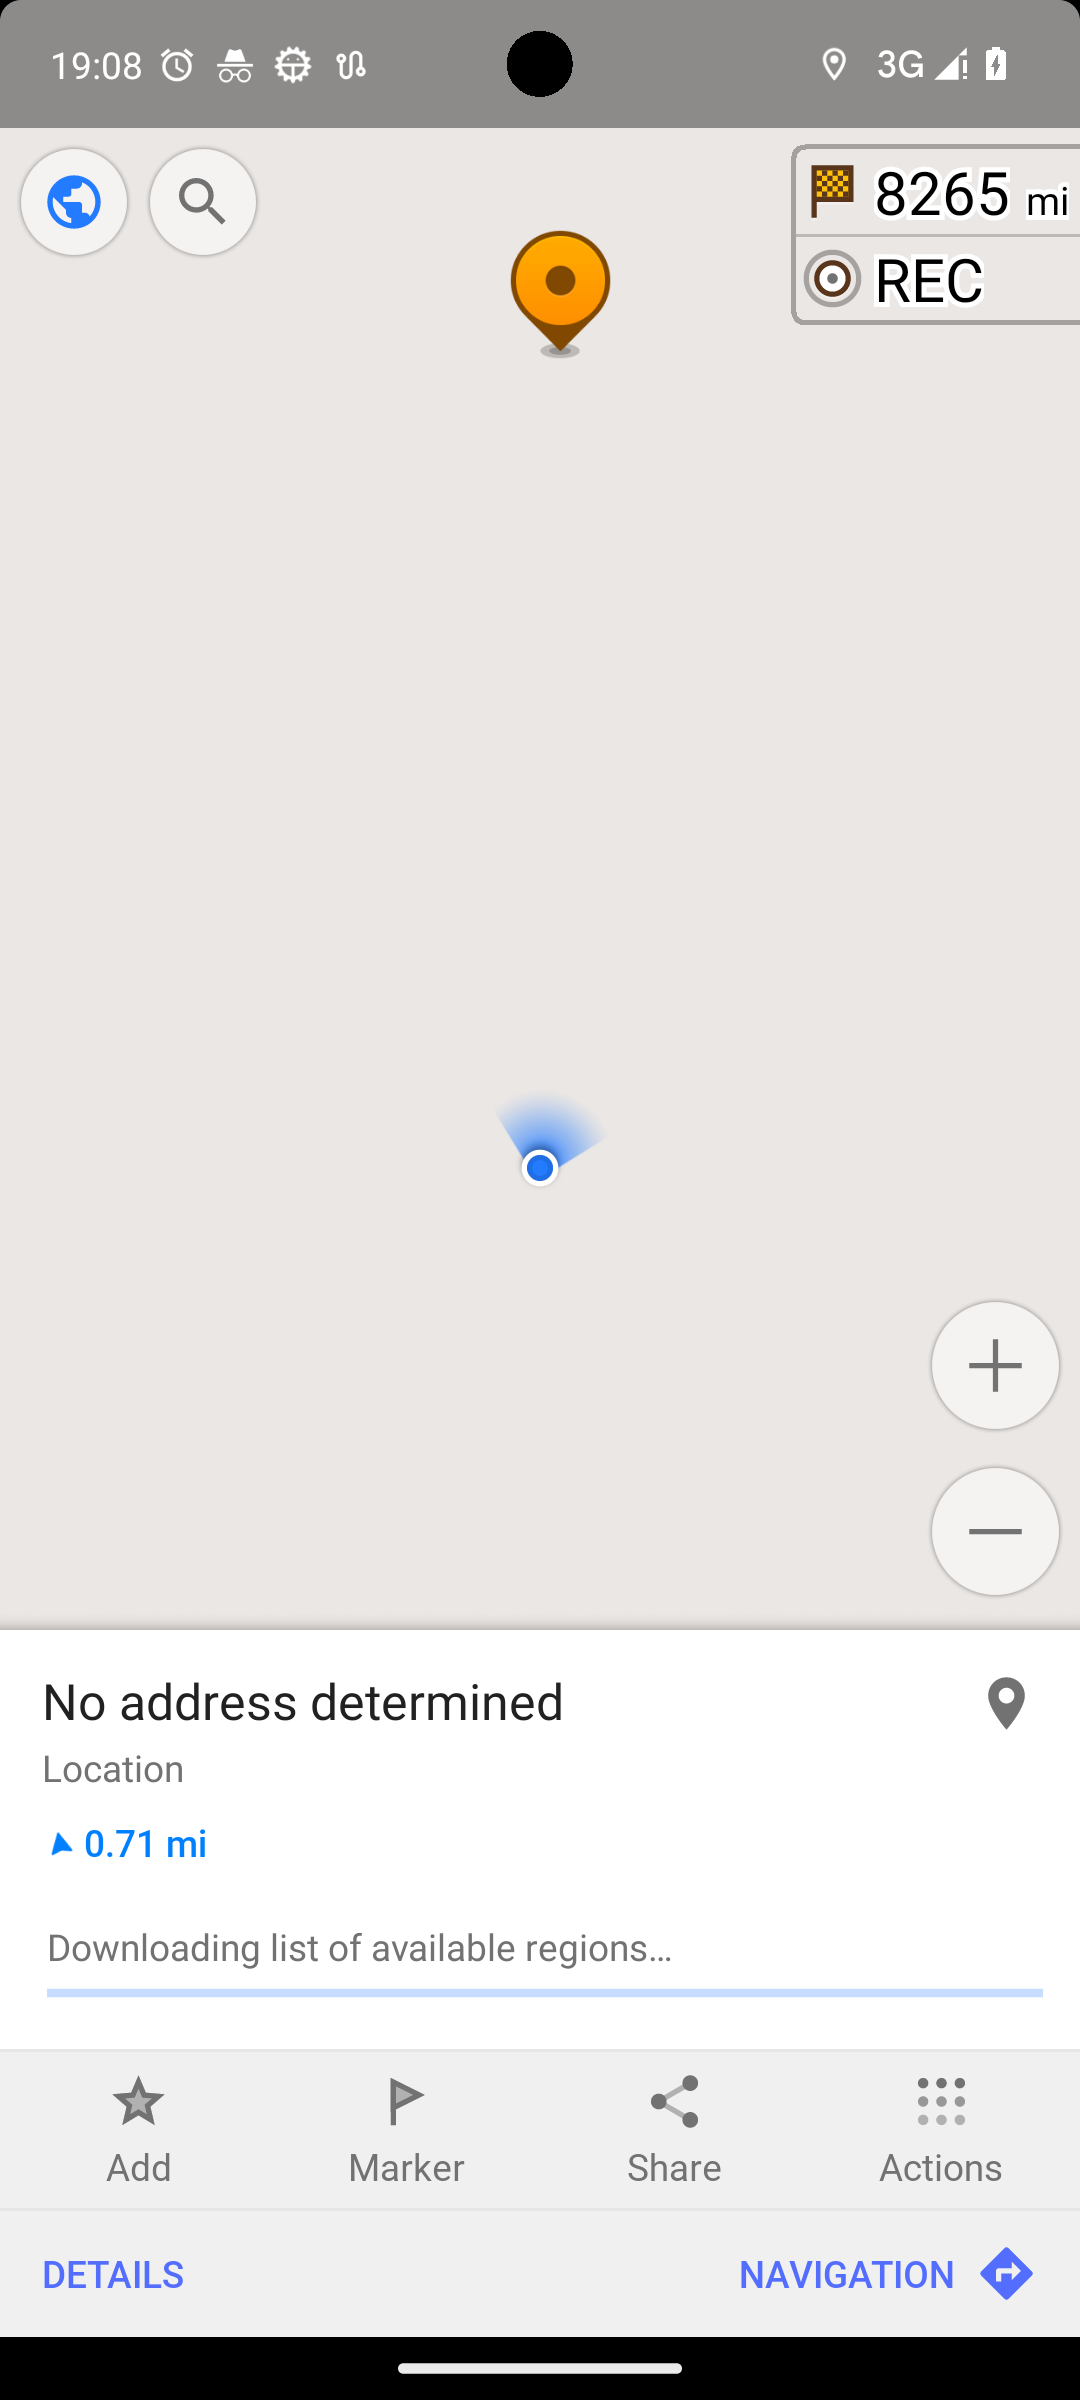 19:08
3G
8265 mi
REC
No address determined
Location
0.71 mi
Downloading list of available regions…
Add
Marker
Share
Actions
DETAILS
NAVIGATION